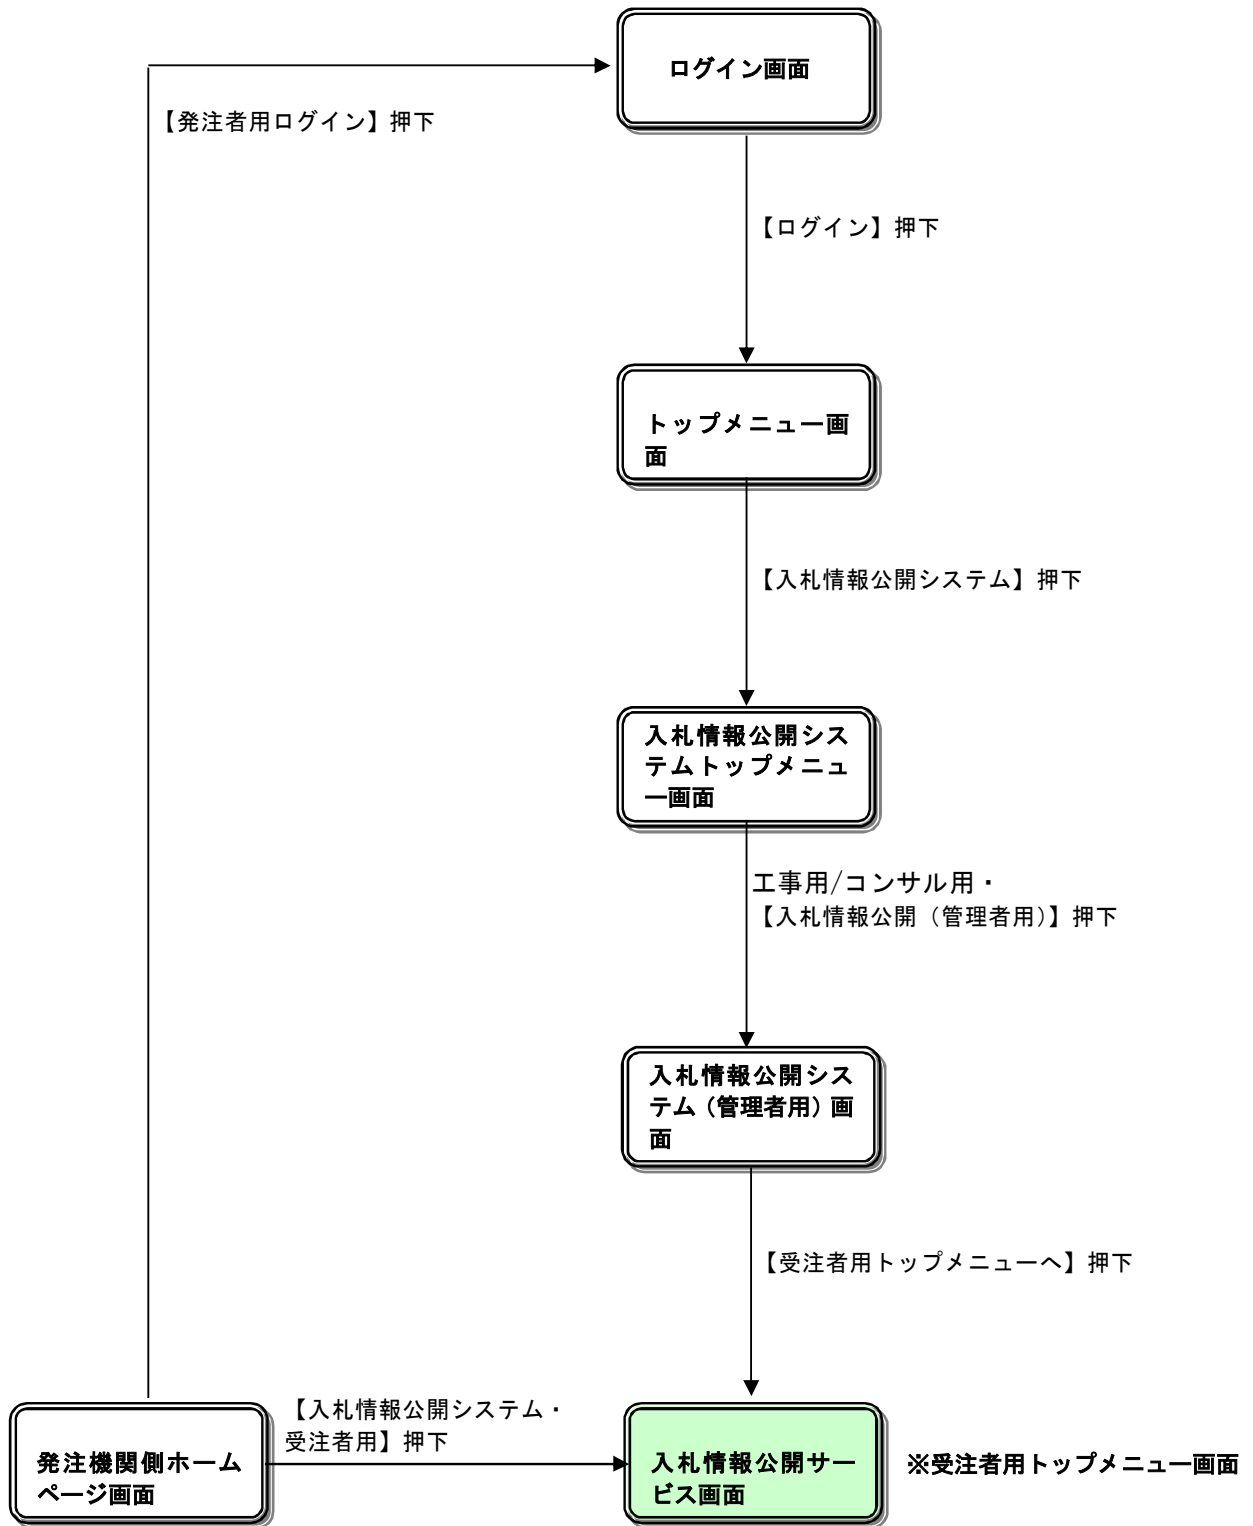 ログイン画面
【発注者用ログイン】押下
【ログイン】押下
トップメニュー画
面
【入札情報公開システム】押下
入札情報公開シス
テムトップメニュ
ー画面
工事用/コンサル用・
【入札情報公開（管理者用）】押下
入札情報公開シス
テム（管理者用）画
面
【受注者用トップメニューへ】押下
【入札情報公開システム・
受注者用】押下
発注機関側ホーム
ページ画面
入札情報公開サー
ビス画面
※受注者用トップメニュー画面